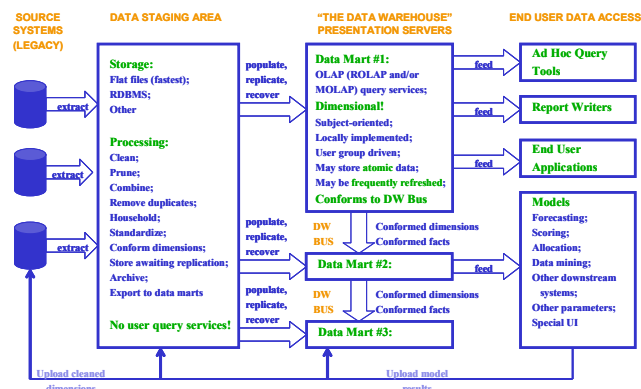 SOURCE
SYSTEMS
(LEGACY)
DATA STAGING AREA
“THE DATA WAREHOUSE”
PRESENTATION SERVERS
END USER DATA ACCESS
extract
extract
extract
Storage:
Flat files (fastest);
RDBMS;
Other
Processing:
Clean;
Prune;
Combine;
Remove duplicates;
Household;
Standardize;
Conform dimensions;
Store awaiting replication;
Archive;
Export to data marts
No user query services!
populate,
replicate,
recover
populate,
replicate,
recover
populate,
replicate,
recover
Data Mart #1:
OLAP (ROLAP and/or
MOLAP) query services;
Dimensional!
Subject-oriented;
Locally implemented;
User group driven;
May store atomic data;
May be frequently refreshed;
Conforms to DW Bus
DW
BUS
Conformed dimensions
Conformed facts
Data Mart #2:
DW
BUS
Conformed dimensions
Conformed facts
Data Mart #3:
feed
feed
feed
feed
Ad Hoc Query
Tools
Report Writers
End User
Applications
Models
Forecasting;
Scoring;
Allocation;
Data mining;
Other downstream
systems;
Other parameters;
Special UI
Upload cleaned
dimensions
Upload model
results